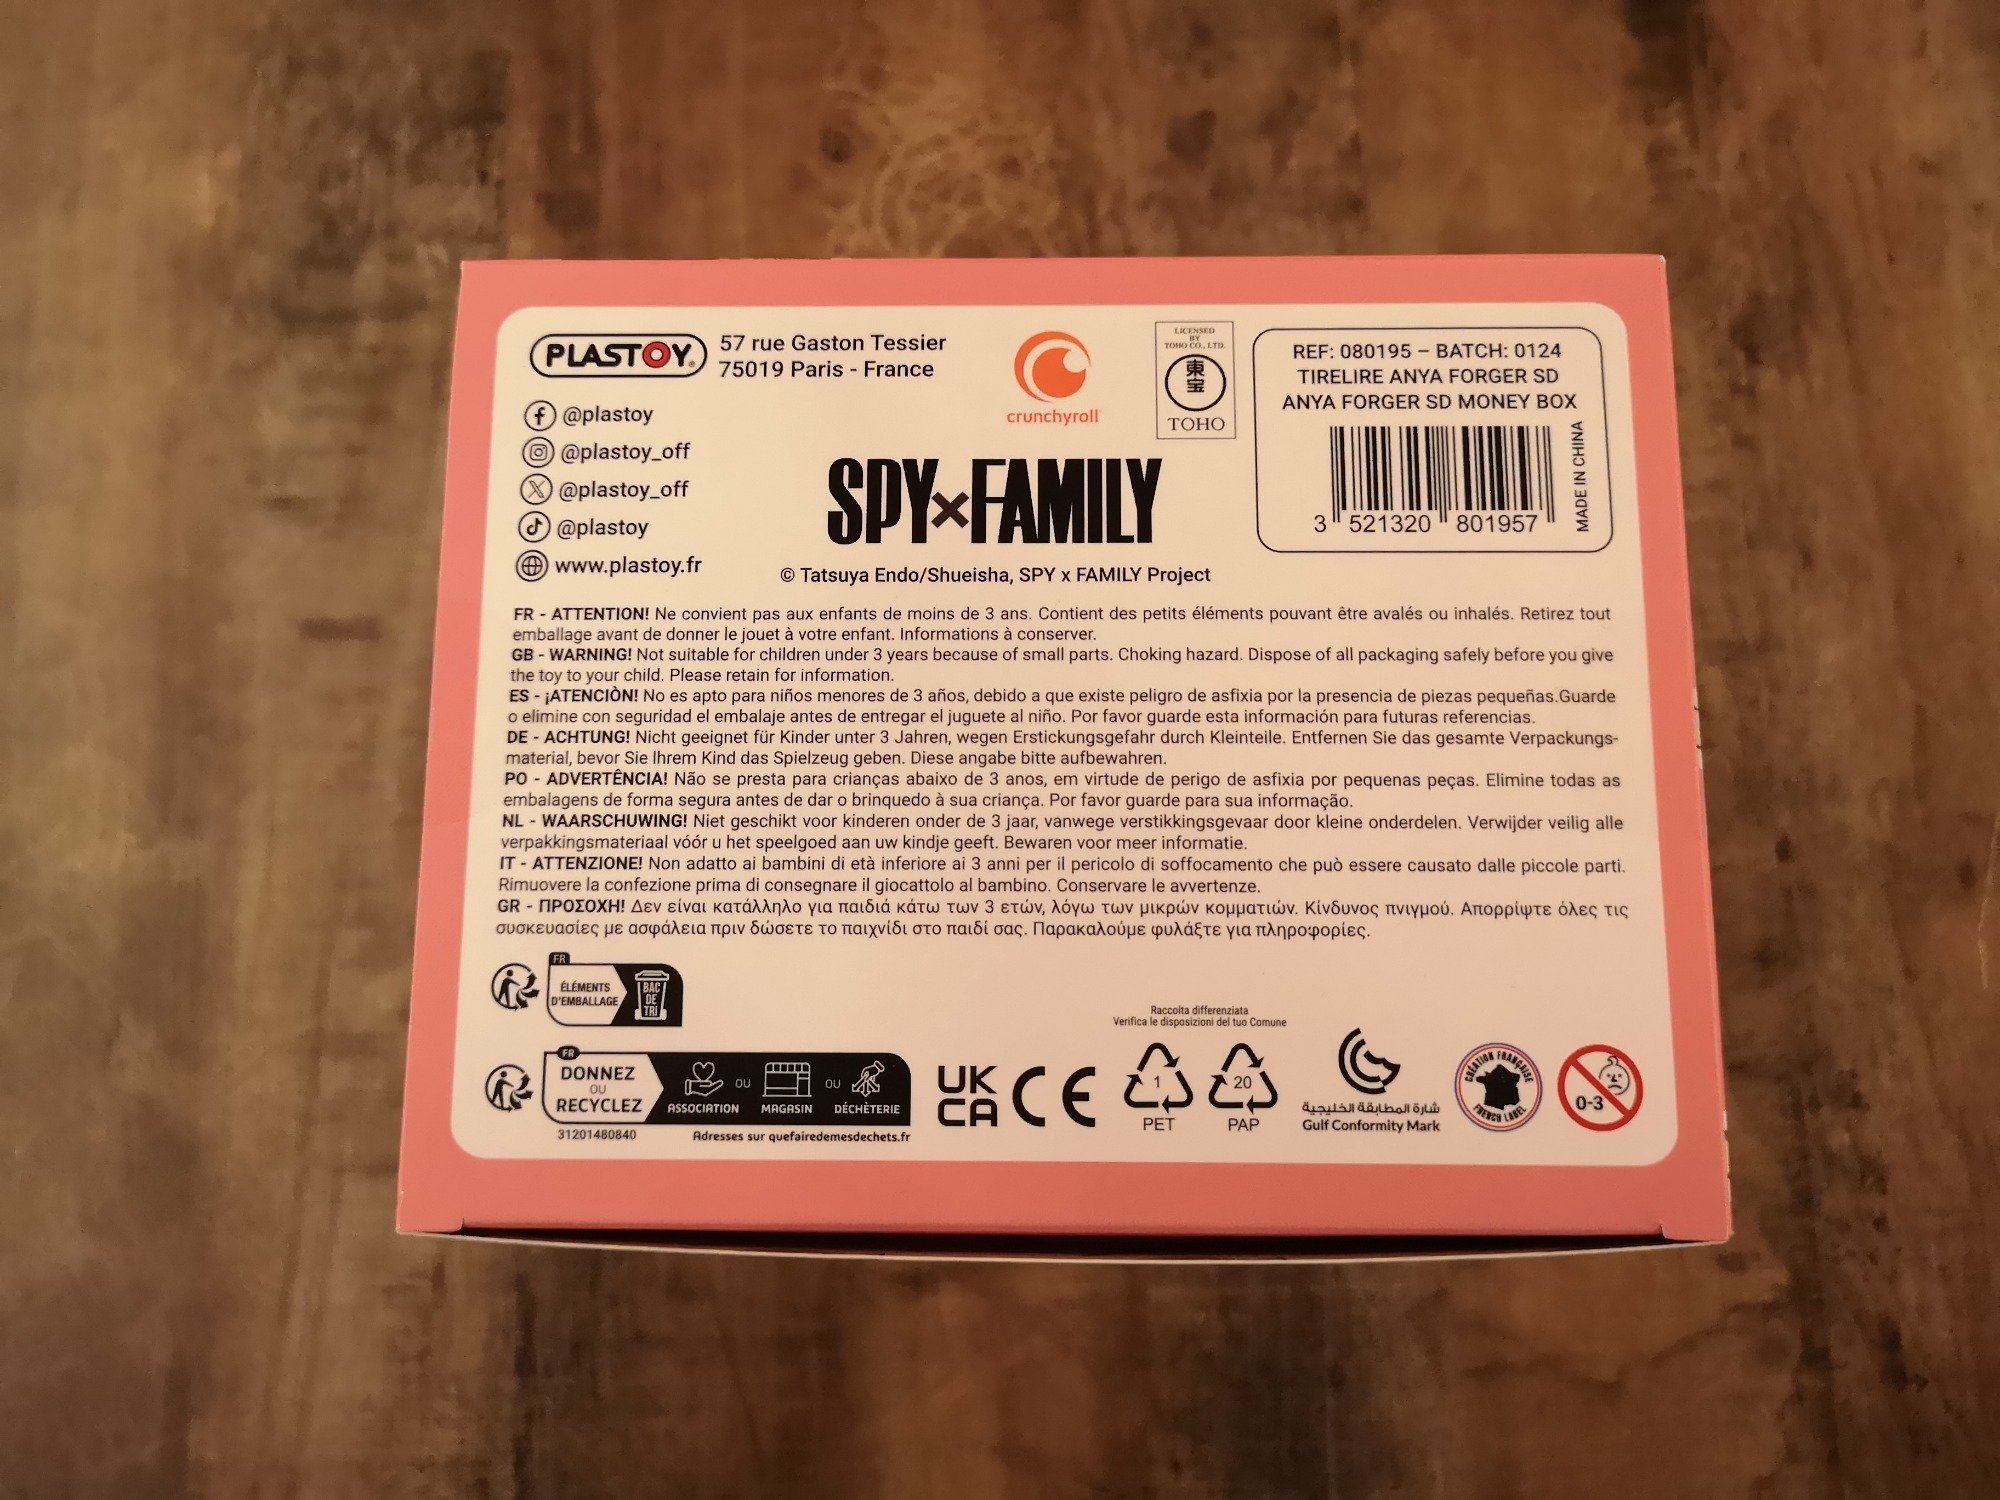 PLASTOY®
57 rue Gaston Tessier
75019 Paris - France
@plastoy
@plastoy_off
@plastoy_off
@plastoy
www.plastoy.fr
crunchyroll
LICENSED
BY
TOHO CO., LTD.
東宝
TOHO
SPY×FAMILY
© Tatsuya Endo/Shueisha, SPY x FAMILY Project
REF: 080195 – BATCH: 0124
TIRELIRE ANYA FORGER SD
ANYA FORGER SD MONEY BOX
MADE IN CHINA
3 521320 801957
FR - ATTENTION! Ne convient pas aux enfants de moins de 3 ans. Contient des petits éléments pouvant être avalés ou inhalés. Retirez tout
emballage avant de donner le jouet à votre enfant. Informations à conserver.
GB - WARNING! Not suitable for children under 3 years because of small parts. Choking hazard. Dispose of all packaging safely before you give
the toy to your child. Please retain for information.
ES - ¡ATENCIÒN! No es apto para niños menores de 3 años, debido a que existe peligro de asfixia por la presencia de piezas pequeñas.Guarde
o elimine con seguridad el embalaje antes de entregar el juguete al niño. Por favor guarde esta información para futuras referencias.
DE - ACHTUNG! Nicht geeignet für Kinder unter 3 Jahren, wegen Erstickungsgefahr durch Kleinteile. Entfernen Sie das gesamte Verpackungs-
material, bevor Sie Ihrem Kind das Spielzeug geben. Diese angabe bitte aufbewahren.
PO - ADVERTÊNCIA! Não se presta para crianças abaixo de 3 anos, em virtude de perigo de asfixia por pequenas peças. Elimine todas as
embalagens de forma segura antes de dar o brinquedo à sua criança. Por favor guarde para sua informação.
NL - WAARSCHUWING! Niet geschikt voor kinderen onder de 3 jaar, vanwege verstikkingsgevaar door kleine onderdelen. Verwijder veilig alle
verpakkingsmateriaal vóór u het speelgoed aan uw kindje geeft. Bewaren voor meer informatie.
IT - ATTENZIONE! Non adatto ai bambini di età inferiore ai 3 anni per il pericolo di soffocamento che può essere causato dalle piccole parti.
Rimuovere la confezione prima di consegnare il giocattolo al bambino. Conservare le avvertenze.
GR - ΠΡΟΣΟΧΗ! Δεν είναι κατάλληλο για παιδιά κάτω των 3 ετών, λόγω των μικρών κομματιών. Κίνδυνος πνιγμού. Απορρίψτε όλες τις
συσκευασίες με ασφάλεια πριν δώσετε το παιχνίδι στο παιδί σας. Παρακαλούμε φυλάξτε για πληροφορίες.
FR
ÉLÉMENTS
D'EMBALLAGE
BAC
DE
TRI
FR
DONNEZ
OU
RECYCLEZ
ASSOCIATION
OU
MAGASIN
OU
DÉCHÈTERIE
31201480840
Adresses sur quefairedemesdechets.fr
UK
CA
CE
Raccolta differenziata
Verifica le disposizioni del tuo Comune
1
PET
20
PAP
شارة المطابقة الخليجية
Gulf Conformity Mark
CRÉATION FRANÇAISE
FRENCH LABEL
0-3